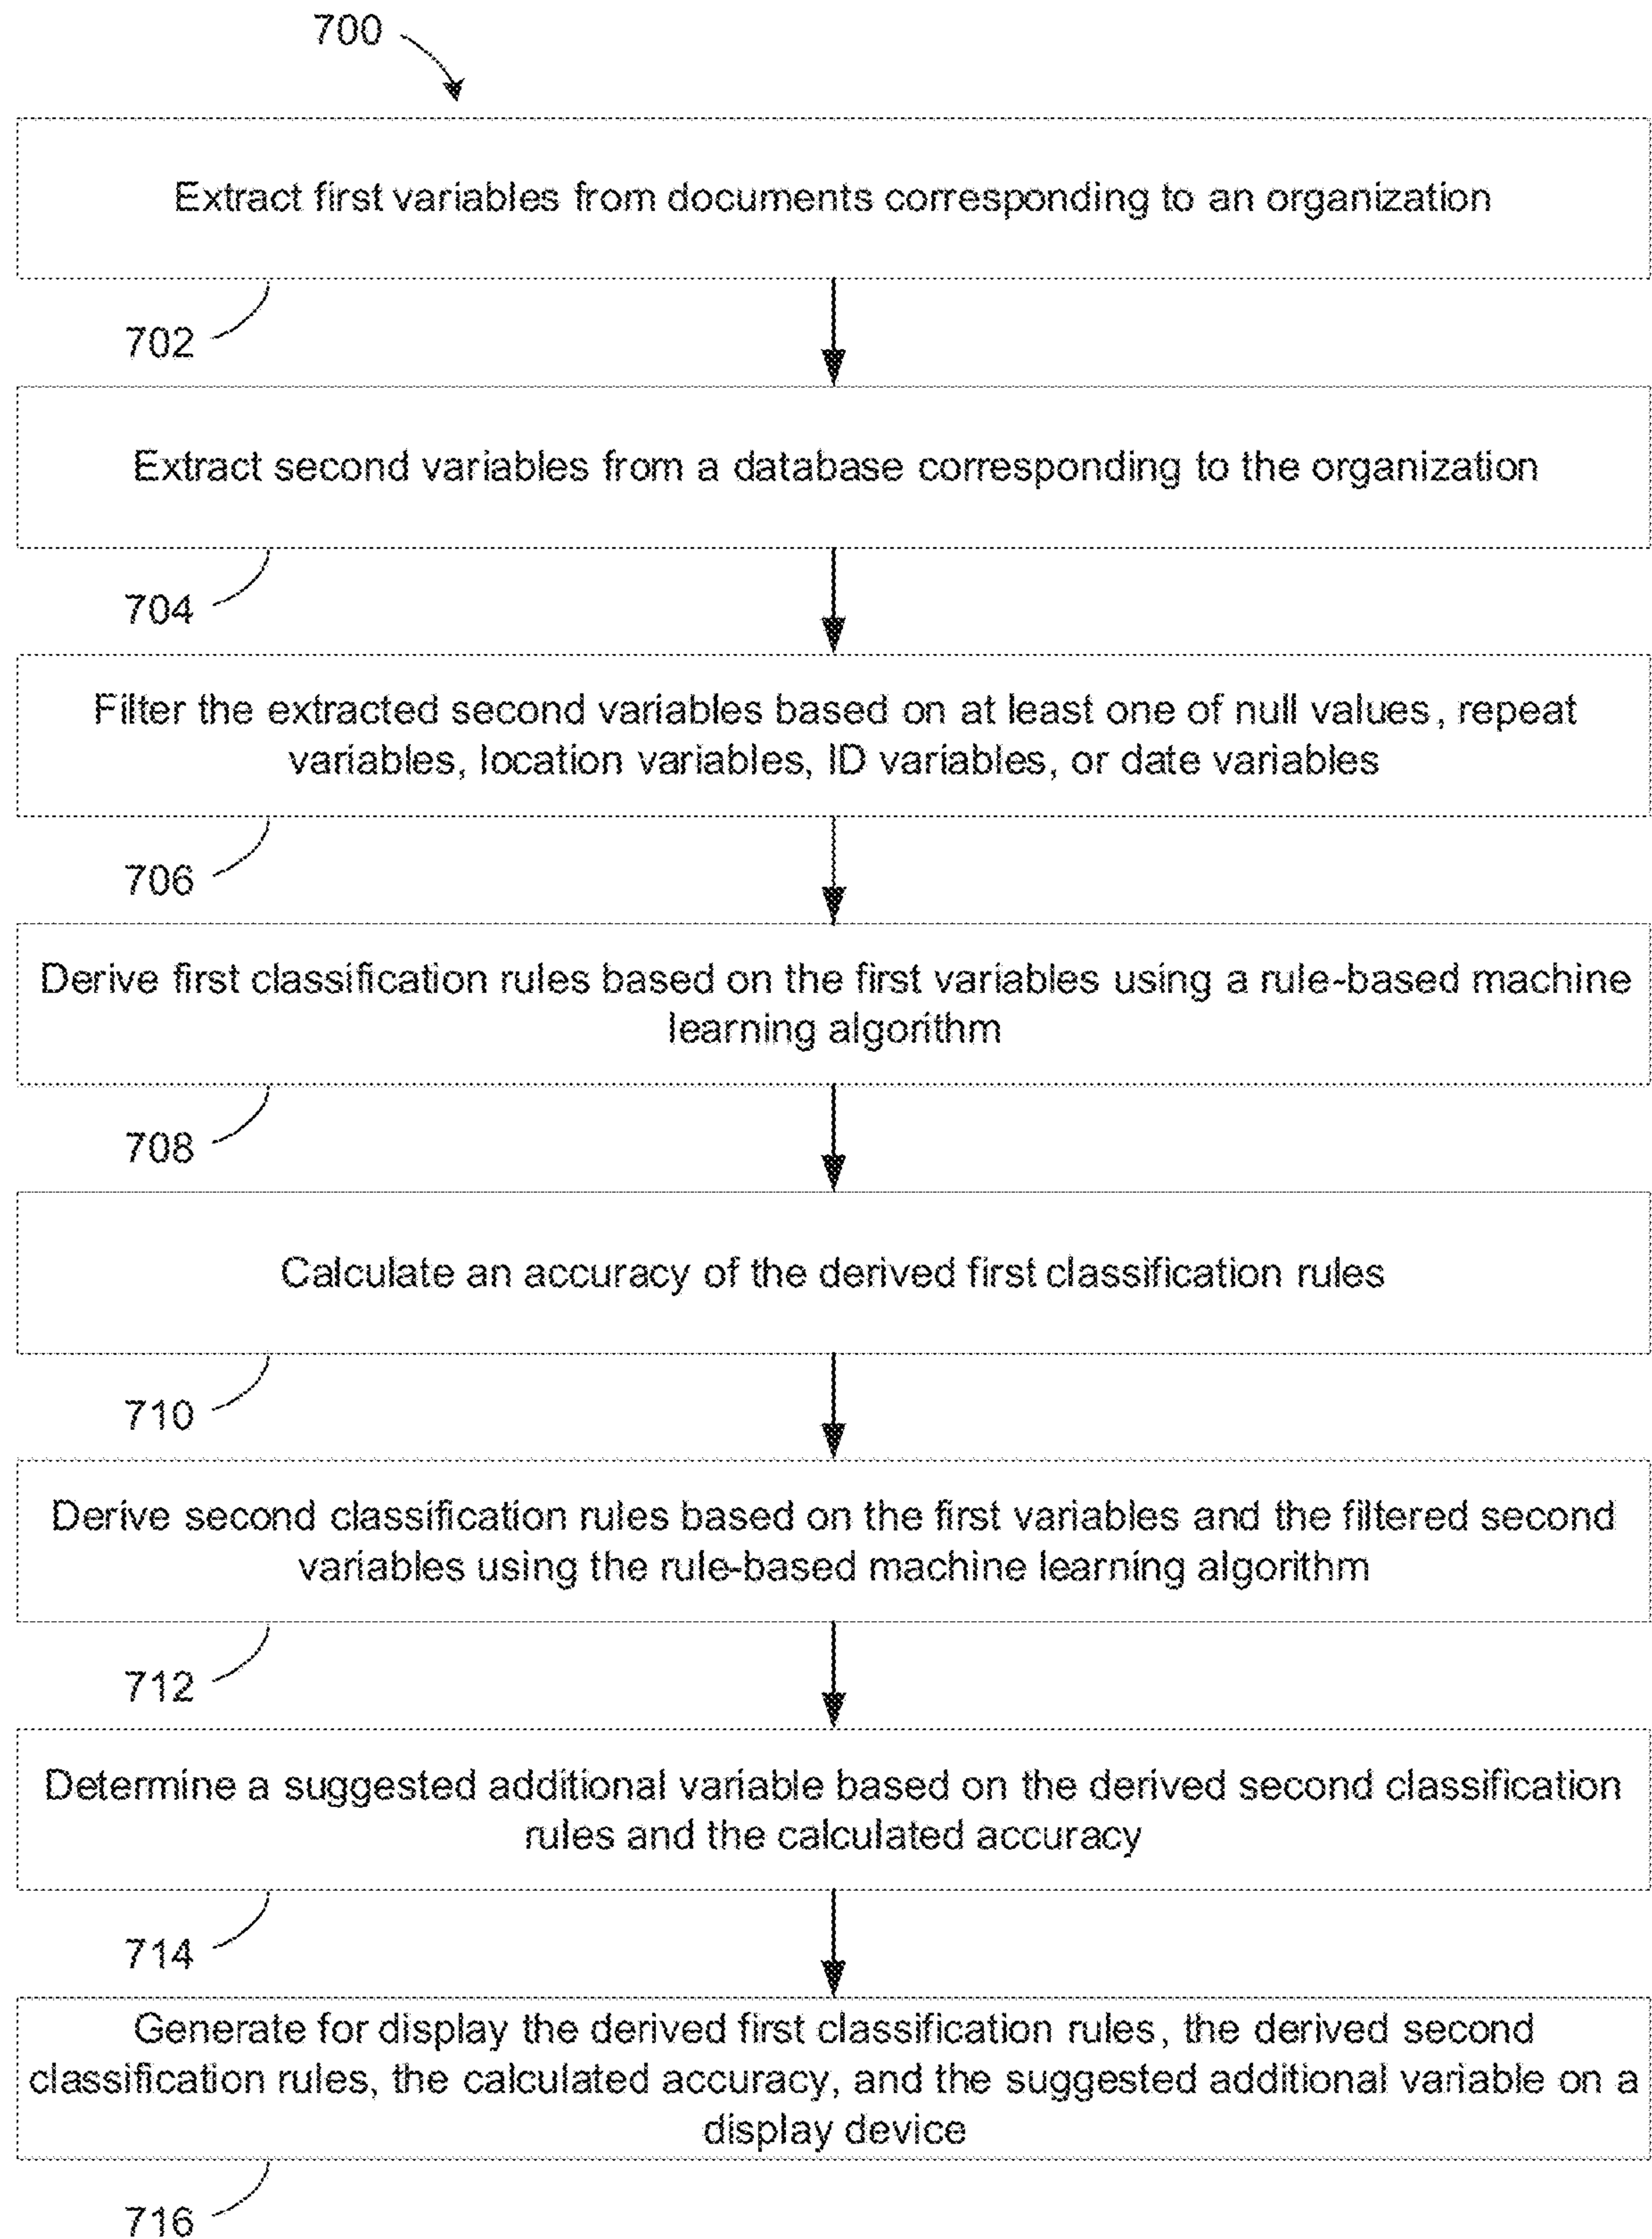 700
Extract first variables from documents corresponding to an organization
702
Extract second variables from a database corresponding to the organization
704
Filter the extracted second variables based on at least one of null values, repeat
variables, location variables, ID variables, or date variables
706
Derive first classification rules based on the first variables using a rule-based machine
learning algorithm
708
Calculate an accuracy of the derived first classification rules
710
Derive second classification rules based on the first variables and the filtered second
variables using the rule-based machine learning algorithm
712
Determine a suggested additional variable based on the derived second classification
rules and the calculated accuracy
714
Generate for display the derived first classification rules, the derived second
classification rules, the calculated accuracy, and the suggested additional variable on a
display device
716